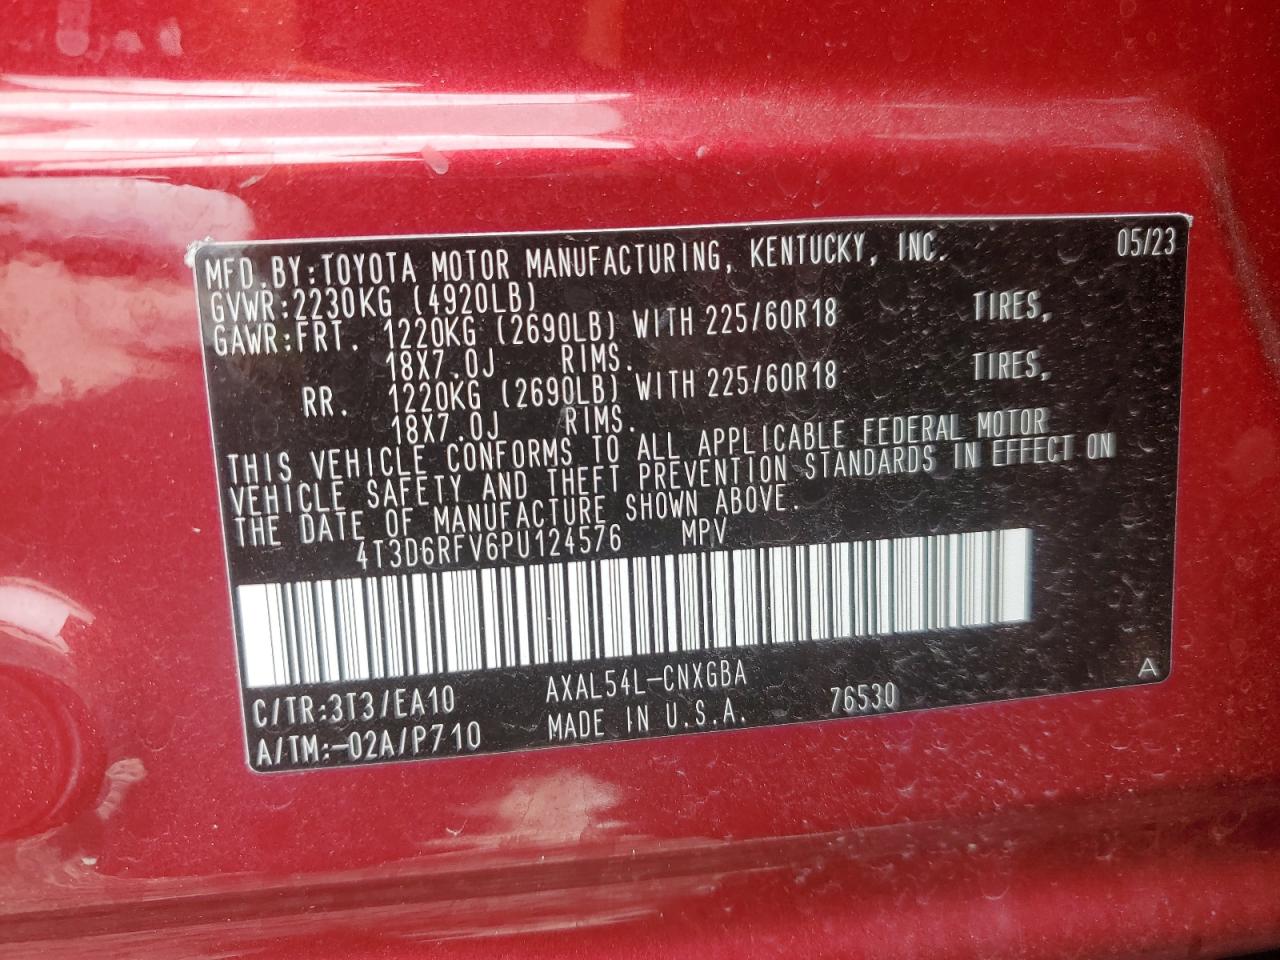 MFD.BY:TOYOTA MOTOR MANUFACTURING, KENTUCKY, INC. 05/23
GVWR:2230KG (4920LB)
GAWR:FRT. 1220KG (2690LB) WITH 225/60R18 TIRES,
18X7.0J RIMS.
RR. 1220KG (2690LB) WITH 225/60R18 TIRES,
18X7.0J RIMS.
THIS VEHICLE CONFORMS TO ALL APPLICABLE FEDERAL MOTOR
VEHICLE SAFETY AND THEFT PREVENTION STANDARDS IN EFFECT ON
THE DATE OF MANUFACTURE SHOWN ABOVE.
4T3D6RFV6PU124576 MPV
C/TR:3T3/EA10 AXAL54L-CNXGBA A
A/TM:-02A/P710 MADE IN U.S.A. 76530